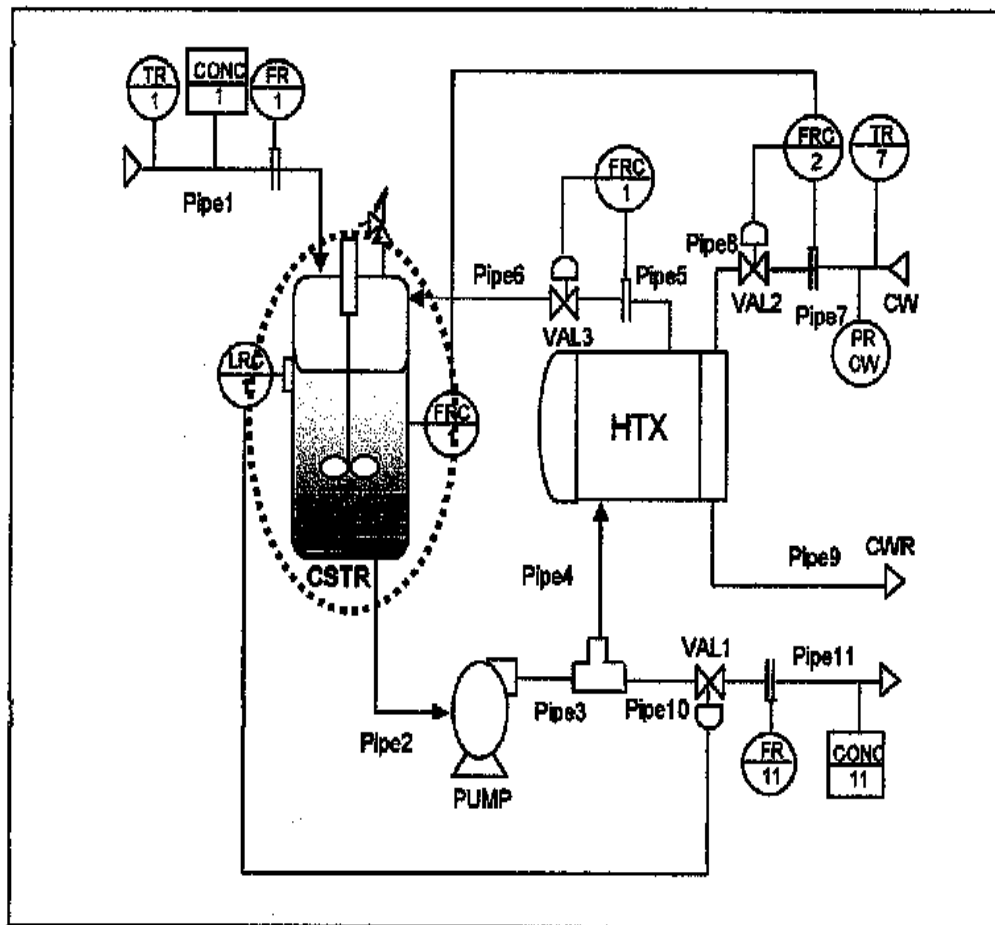 TR
1
CONC
1
FR
1
Pipe1
FRC
1
FRC
2
TR
7
Pipe8
VAL2
Pipe7
CW
PR
CW
Pipe6
Pipe5
VAL3
LRC
1
FRC
1
HTX
CSTR
Pipe4
Pipe9
CWR
VAL1
Pipe11
Pipe3
Pipe10
Pipe2
PUMP
FR
11
CONC
11